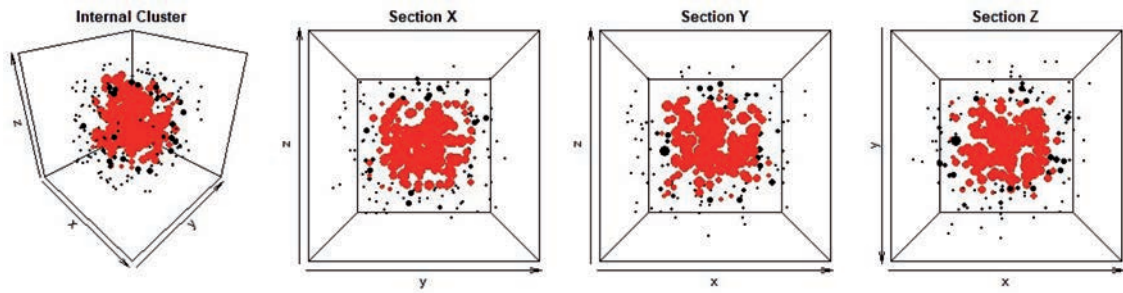 Internal Cluster
Section X
Section Y
Section Z
z
x
y
z
y
z
x
y
x